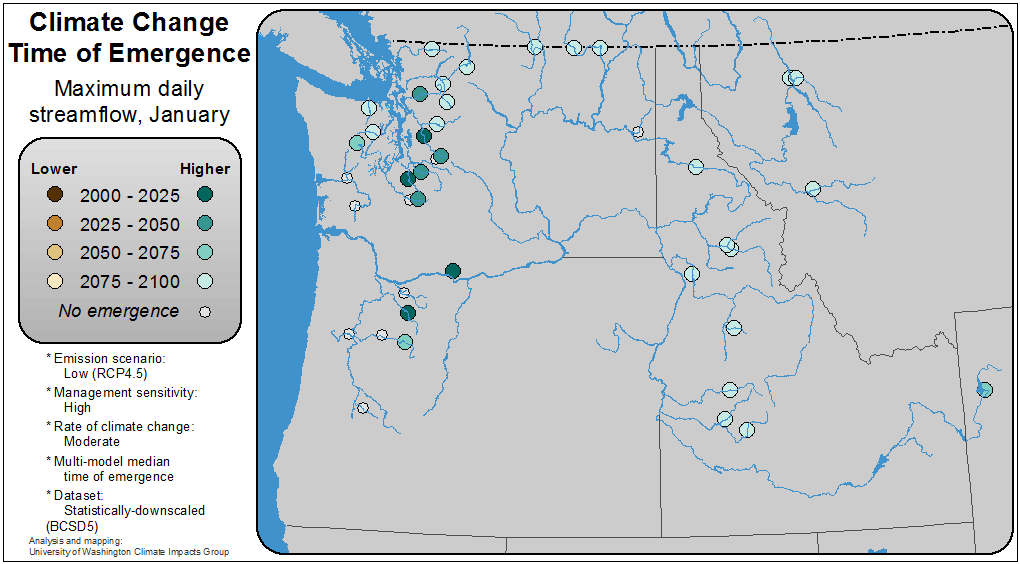 Climate Change
Time of Emergence
Maximum daily
streamflow, January
Lower Higher
2000 - 2025
2025 - 2050
2050 - 2075
2075 - 2100
No emergence
* Emission scenario:
Low (RCP4.5)
* Management sensitivity:
High
* Rate of climate change:
Moderate
* Multi-model median
time of emergence
* Dataset:
Statistically-downscaled
(BCSD5)
Analysis and mapping:
University of Washington Climate Impacts Group